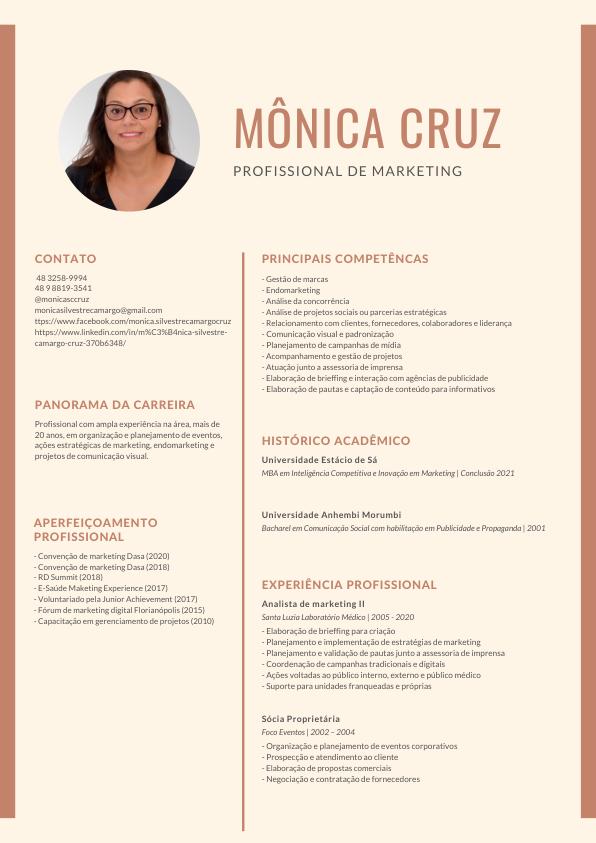 MÔNICA CRUZ
PROFISSIONAL DE MARKETING
CONTATO
48 3258-9994
48 9 8819-3541
@monicasccruz
monicasilvestrecamargo@gmail.com
ttps://www.facebook.com/monica.silvestrecamargocruz
https://www.linkedin.com/in/m%C3%B4nica-silvestre-
camargo-cruz-370b6348/
PANORAMA DA CARREIRA
Profissional com ampla experiência na área, mais de
20 anos, em organização e planejamento de eventos,
ações estratégicas de marketing, endomarketing e
projetos de comunicação visual.
APERFEIÇOAMENTO
PROFISSIONAL
- Convenção de marketing Dasa (2020)
- Convenção de marketing Dasa (2018)
- RD Summit (2018)
- E-Saúde Maketing Experience (2017)
- Voluntariado pela Junior Achievement (2017)
- Fórum de marketing digital Florianópolis (2015)
- Capacitação em gerenciamento de projetos (2010)
PRINCIPAIS COMPETÊNCAS
- Gestão de marcas
- Endomarketing
- Análise da concorrência
- Análise de projetos sociais ou parcerias estratégicas
- Relacionamento com clientes, fornecedores, colaboradores e liderança
- Comunicação visual e padronização
- Planejamento de campanhas de mídia
- Acompanhamento e gestão de projetos
- Atuação junto a assessoria de imprensa
- Elaboração de brieffing e interação com agências de publicidade
- Elaboração de pautas e captação de conteúdo para informativos
HISTÓRICO ACADÊMICO
Universidade Estácio de Sá
MBA em Inteligência Competitiva e Inovação em Marketing | Conclusão 2021
Universidade Anhembi Morumbi
Bacharel em Comunicação Social com habilitação em Publicidade e Propaganda | 2001
EXPERIÊNCIA PROFISSIONAL
Analista de marketing II
Santa Luzia Laboratório Médico | 2005 - 2020
- Elaboração de brieffing para criação
- Planejamento e implementação de estratégias de marketing
- Planejamento e validação de pautas junto a assessoria de imprensa
- Coordenação de campanhas tradicionais e digitais
- Ações voltadas ao público interno, externo e público médico
- Suporte para unidades franqueadas e próprias
Sócia Proprietária
Foco Eventos | 2002 – 2004
- Organização e planejamento de eventos corporativos
- Prospecção e atendimento ao cliente
- Elaboração de propostas comerciais
- Negociação e contratação de fornecedores